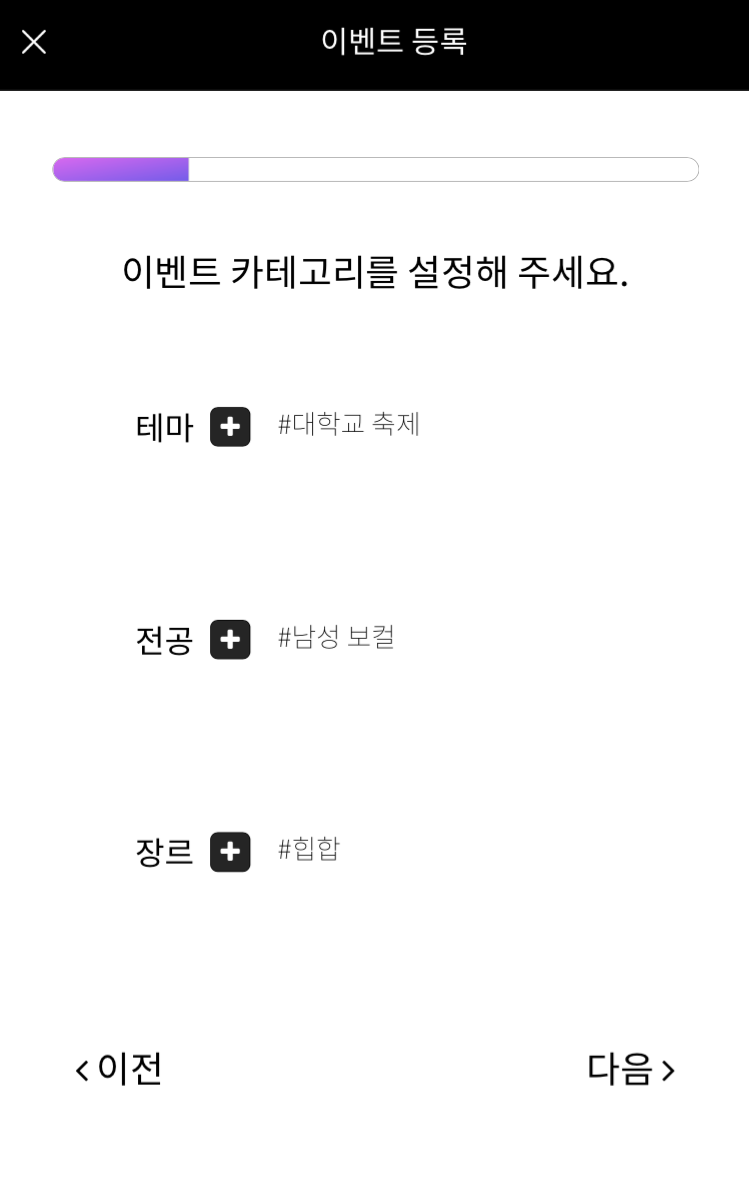 이벤트 등록
이벤트 카테고리를 설정해 주세요.
테마 #대학교 축제
전공 #남성 보컬
장르 #힙합
이전 다음